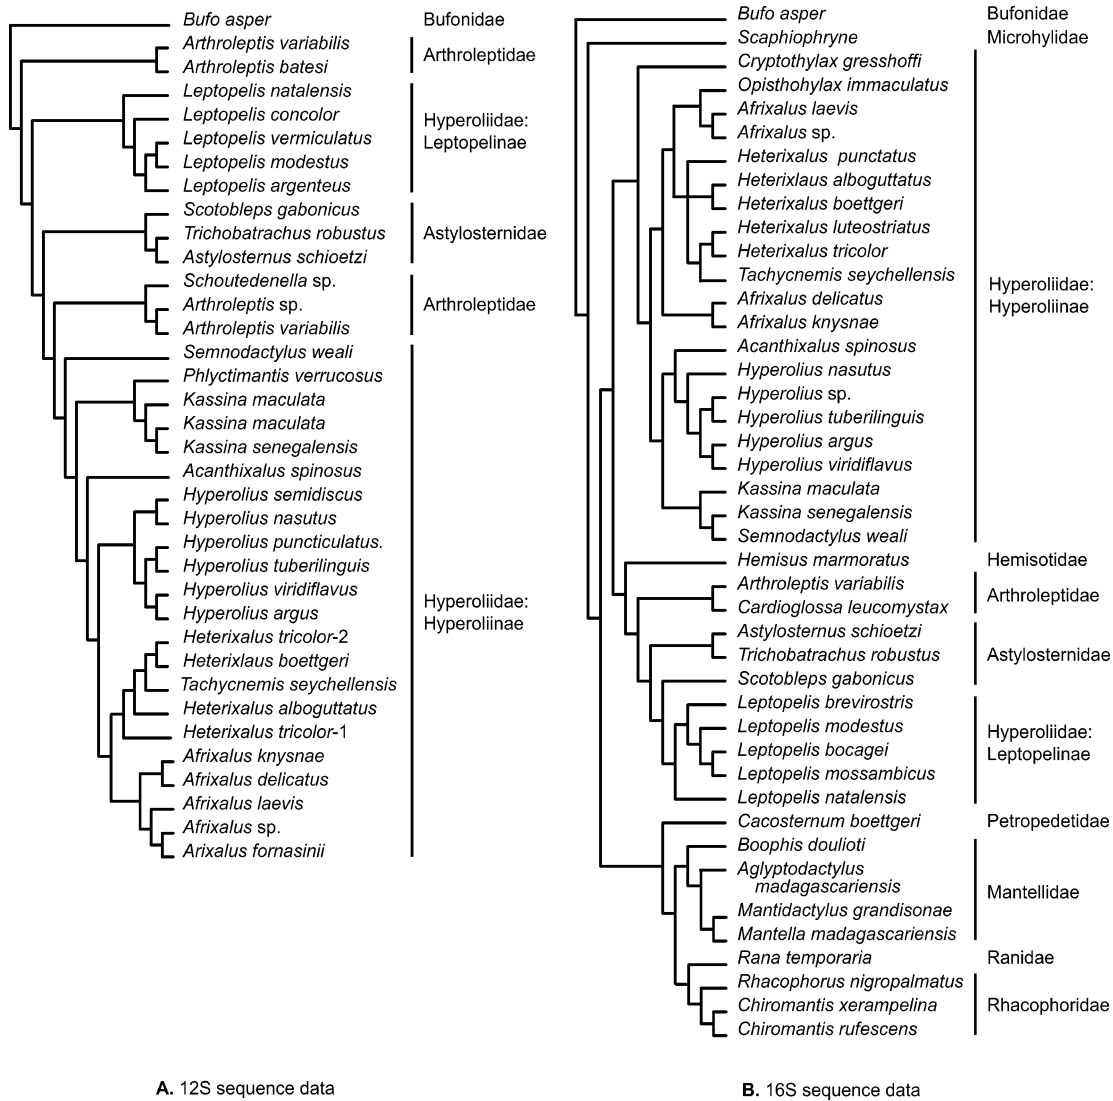 Bufo asper
Bufonidae
Arthroleptis variabilis
Arthroleptis batesi
Arthroleptidae
Leptopelis natalensis
Leptopelis concolor
Leptopelis vermiculatus
Leptopelis modestus
Leptopelis argenteus
Hyperoliidae:
Leptopelinae
Scotobleps gabonicus
Trichobatrachus robustus
Astylosternus schioetzi
Astylosternidae
Schoutedenella sp.
Arthroleptis sp.
Arthroleptis variabilis
Arthroleptidae
Semnodactylus weali
Phlyctimantis verrucosus
Kassina maculata
Kassina maculata
Kassina senegalensis
Acanthixalus spinosus
Hyperolius semidiscus
Hyperolius nasutus
Hyperolius puncticulatus.
Hyperolius tuberilinguis
Hyperolius viridiflavus
Hyperolius argus
Heterixalus tricolor-2
Heterixlaus boettgeri
Tachycnemis seychellensis
Heterixalus alboguttatus
Heterixalus tricolor-1
Afrixalus knysnae
Afrixalus delicatus
Afrixalus laevis
Afrixalus sp.
Arixalus fornasinii
Hyperoliidae:
Hyperoliinae
A. 12S sequence data
Bufo asper
Bufonidae
Scaphiophryne
Microhylidae
Cryptothylax gresshoffi
Opisthohylax immaculatus
Afrixalus laevis
Afrixalus sp.
Heterixalus punctatus
Heterixlaus alboguttatus
Heterixalus boettgeri
Heterixalus luteostriatus
Heterixalus tricolor
Tachycnemis seychellensis
Afrixalus delicatus
Afrixalus knysnae
Acanthixalus spinosus
Hyperolius nasutus
Hyperolius sp.
Hyperolius tuberilinguis
Hyperolius argus
Hyperolius viridiflavus
Kassina maculata
Kassina senegalensis
Semnodactylus weali
Hyperoliidae:
Hyperoliinae
Hemisus marmoratus
Hemisotidae
Arthroleptis variabilis
Cardioglossa leucomystax
Arthroleptidae
Astylosternus schioetzi
Trichobatrachus robustus
Scotobleps gabonicus
Astylosternidae
Leptopelis brevirostris
Leptopelis modestus
Leptopelis bocagei
Leptopelis mossambicus
Leptopelis natalensis
Hyperoliidae:
Leptopelinae
Cacosternum boettgeri
Petropedetidae
Boophis doulioti
Aglyptodactylus
madagascariensis
Mantidactylus grandisonae
Mantella madagascariensis
Mantellidae
Rana temporaria
Ranidae
Rhacophorus nigropalmatus
Chiromantis xerampelina
Chiromantis rufescens
Rhacophoridae
B. 16S sequence data